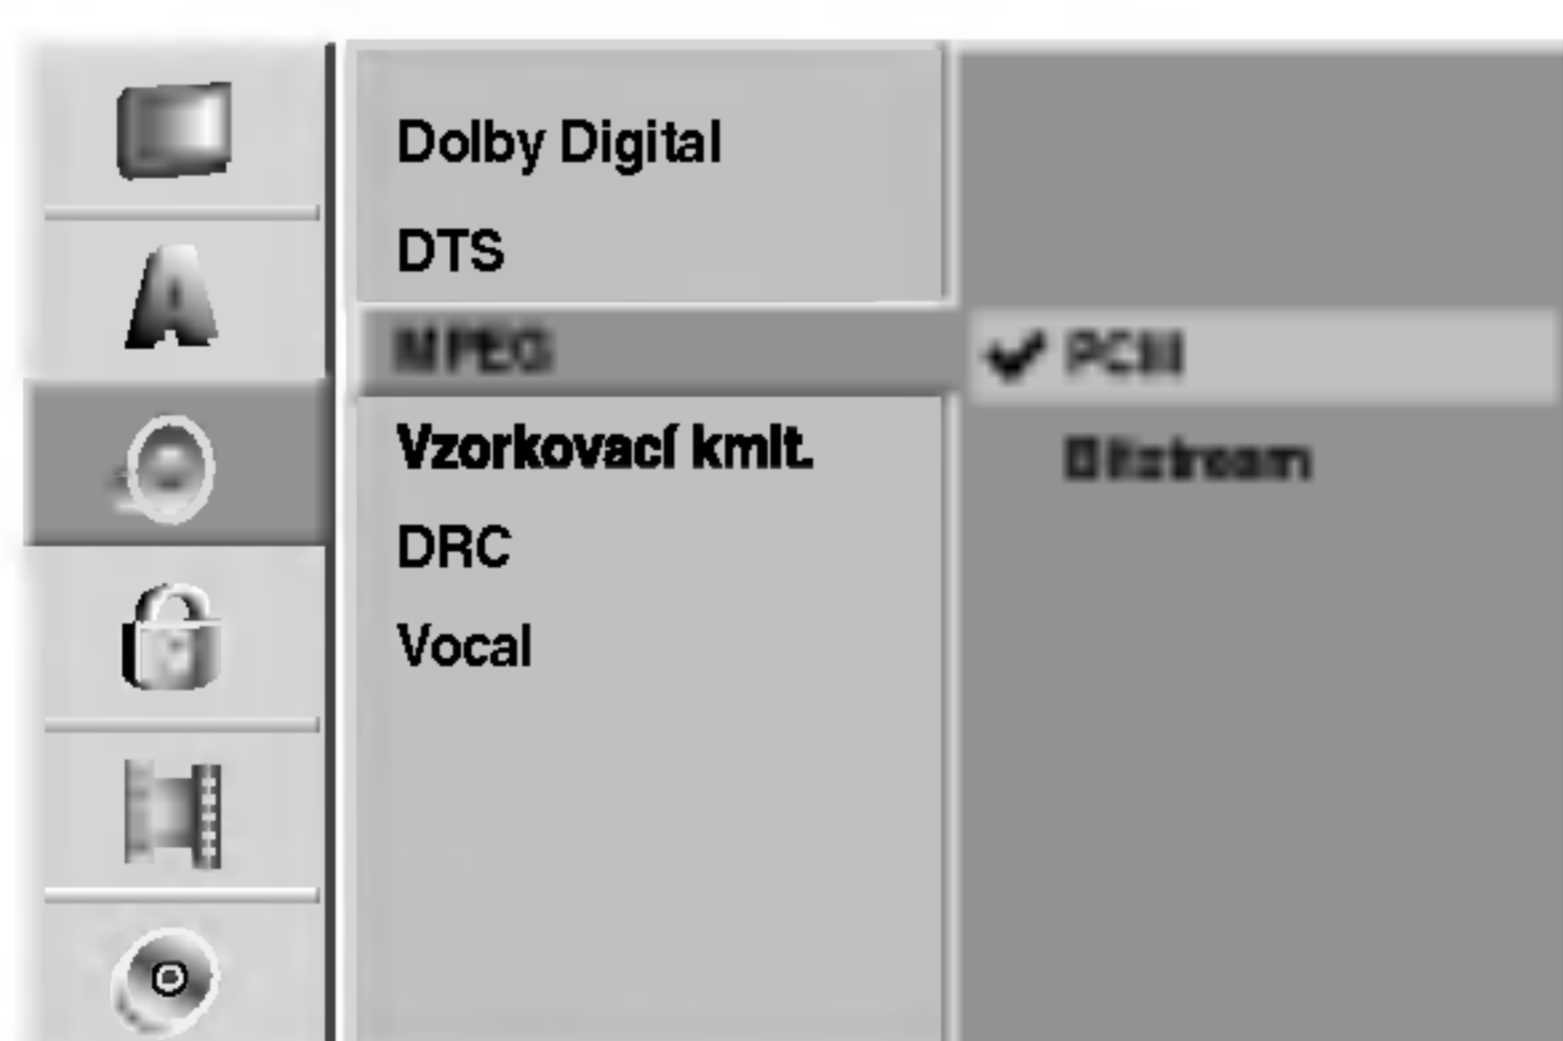 Dolby Digital
DTS
MPEG
PCM
Vzorkovací kmit.
Bitstream
DRC
Vocal